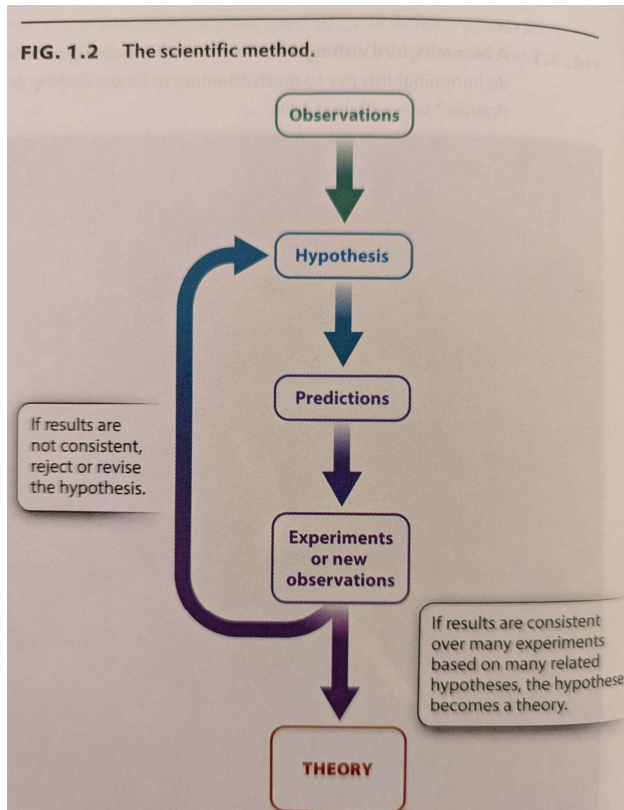 FIG. 1.2 The scientific method.
Observations
Hypothesis
Predictions
If results are
not consistent,
reject or revise
the hypothesis.
Experiments
or new
observations
If results are consistent
over many experiments
based on many related
hypotheses, the hypothese
becomes a theory.
THEORY